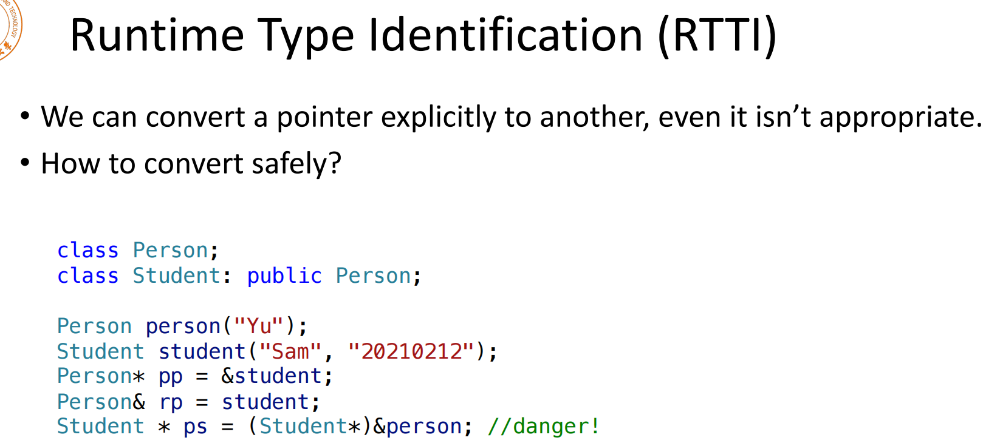 AND TECHNOLOGY
Runtime Type Identification (RTTI)
• We can convert a pointer explicitly to another, even it isn’t appropriate.
• How to convert safely?
class Person;
class Student: public Person;
Person person("Yu");
Student student("Sam", "20210212");
Person* pp = &student;
Person& rp = student;
Student * ps = (Student*)&person; //danger!